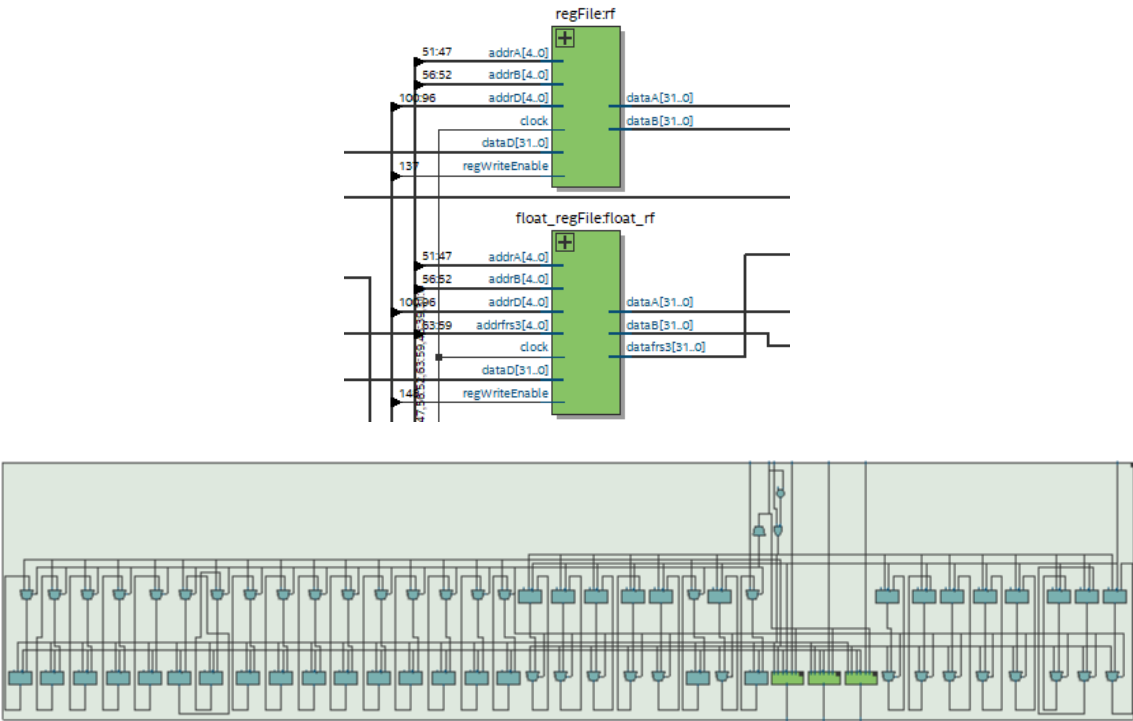 regFile:rf
51:47 addrA[4..0]
56:52 addrB[4..0]
100:96 addrD[4..0] dataA[31..0]
clock dataB[31..0]
dataD[31..0]
137 regWriteEnable
float_regFile:float_rf
51:47 addrA[4..0]
56:52 addrB[4..0]
100:96 addrD[4..0] dataA[31..0]
63:59 addrfrs3[4..0] dataB[31..0]
clock datafrs3[31..0]
dataD[31..0]
regWriteEnable